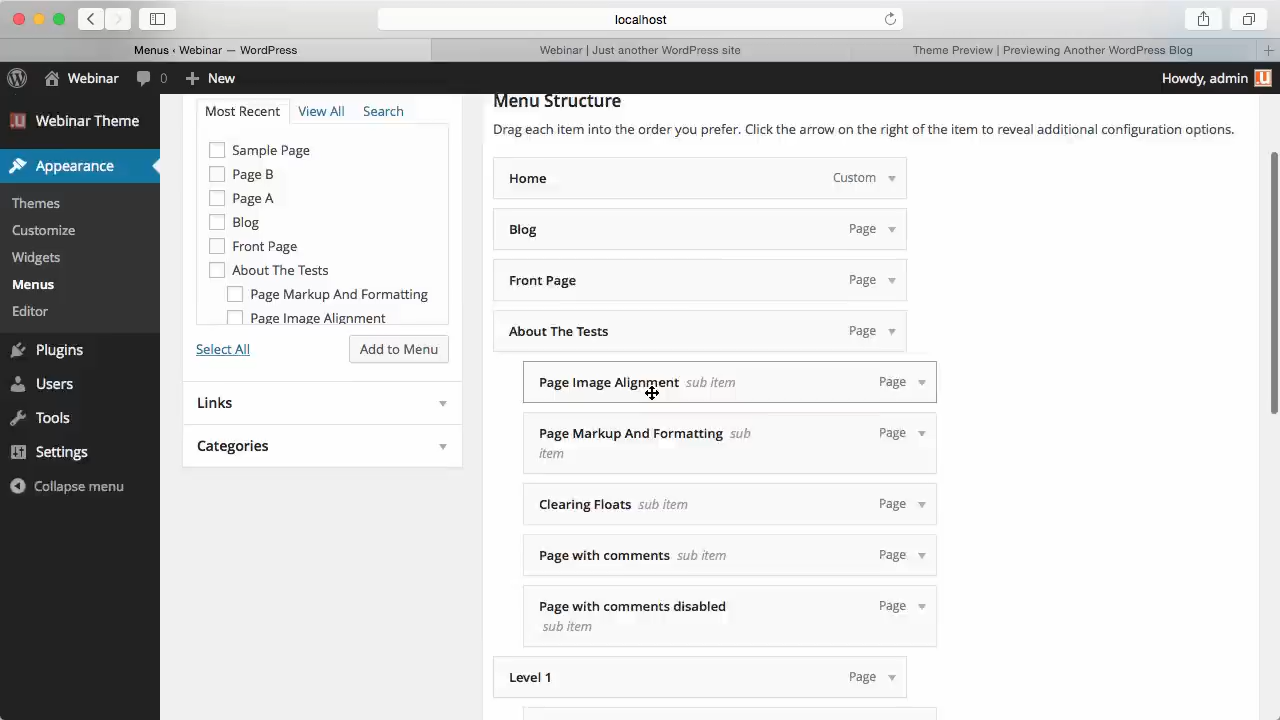 localhost
Menus ‹ Webinar — WordPress
Webinar | Just another WordPress site
Theme Preview | Previewing Another WordPress Blog
Webinar
0
New
Howdy, admin
Webinar Theme
Appearance
Themes
Customize
Widgets
Menus
Editor
Plugins
Users
Tools
Settings
Collapse menu
Most Recent
View All
Search
Sample Page
Page B
Page A
Blog
Front Page
About The Tests
Page Markup And Formatting
Page Image Alignment
Select All
Add to Menu
Links
Categories
Menu Structure
Drag each item into the order you prefer. Click the arrow on the right of the item to reveal additional configuration options.
Home Custom
Blog Page
Front Page Page
About The Tests Page
Page Image Alignment sub item Page
Page Markup And Formatting sub Page
item
Clearing Floats sub item Page
Page with comments sub item Page
Page with comments disabled Page
sub item
Level 1 Page